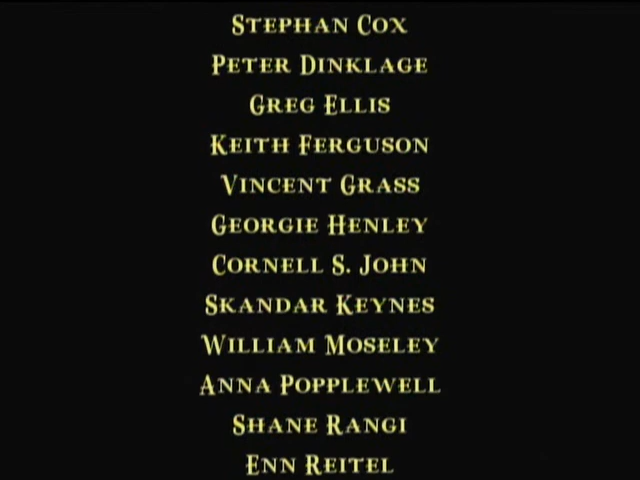 Stephan Cox
Peter Dinklage
Greg Ellis
Keith Ferguson
Vincent Grass
Georgie Henley
Cornell S. John
Skandar Keynes
William Moseley
Anna Popplewell
Shane Rangi
Enn Reitel